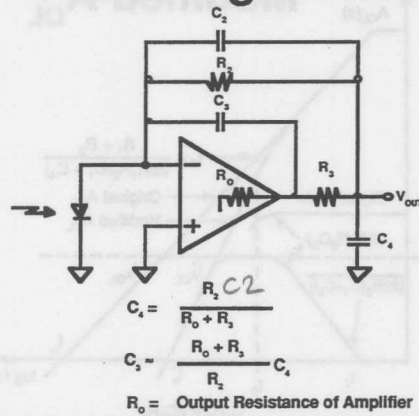 C2
R2
C3
RO
R3
VOUT
C4
−
+
C4 = R2 C2 / RO + R3
C3 ≈ RO + R3 / R2 C4
RO = Output Resistance of Amplifier